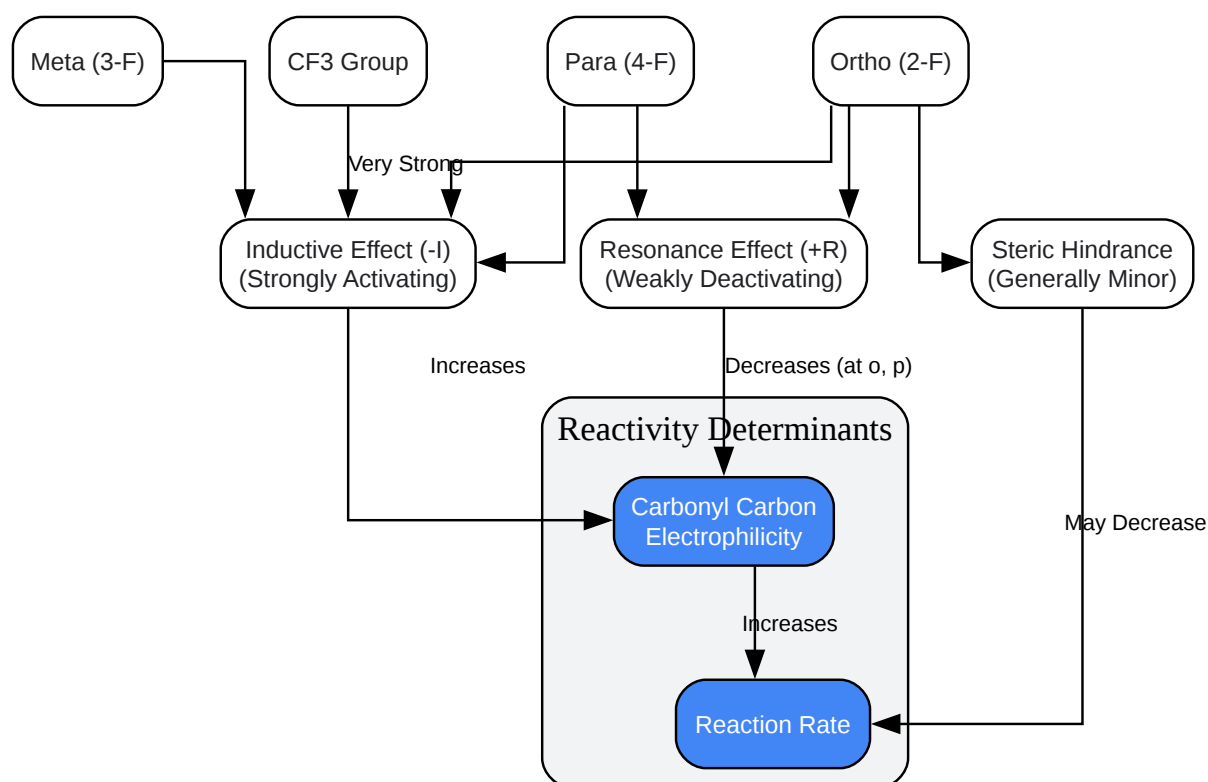 Meta (3-F)
CF3 Group
Para (4-F)
Ortho (2-F)
Very Strong
Inductive Effect (-I)
(Strongly Activating)
Resonance Effect (+R)
(Weakly Deactivating)
Steric Hindrance
(Generally Minor)
Increases
Decreases (at o, p)
Reactivity Determinants
Carbonyl Carbon
Electrophilicity
May Decrease
Increases
Reaction Rate